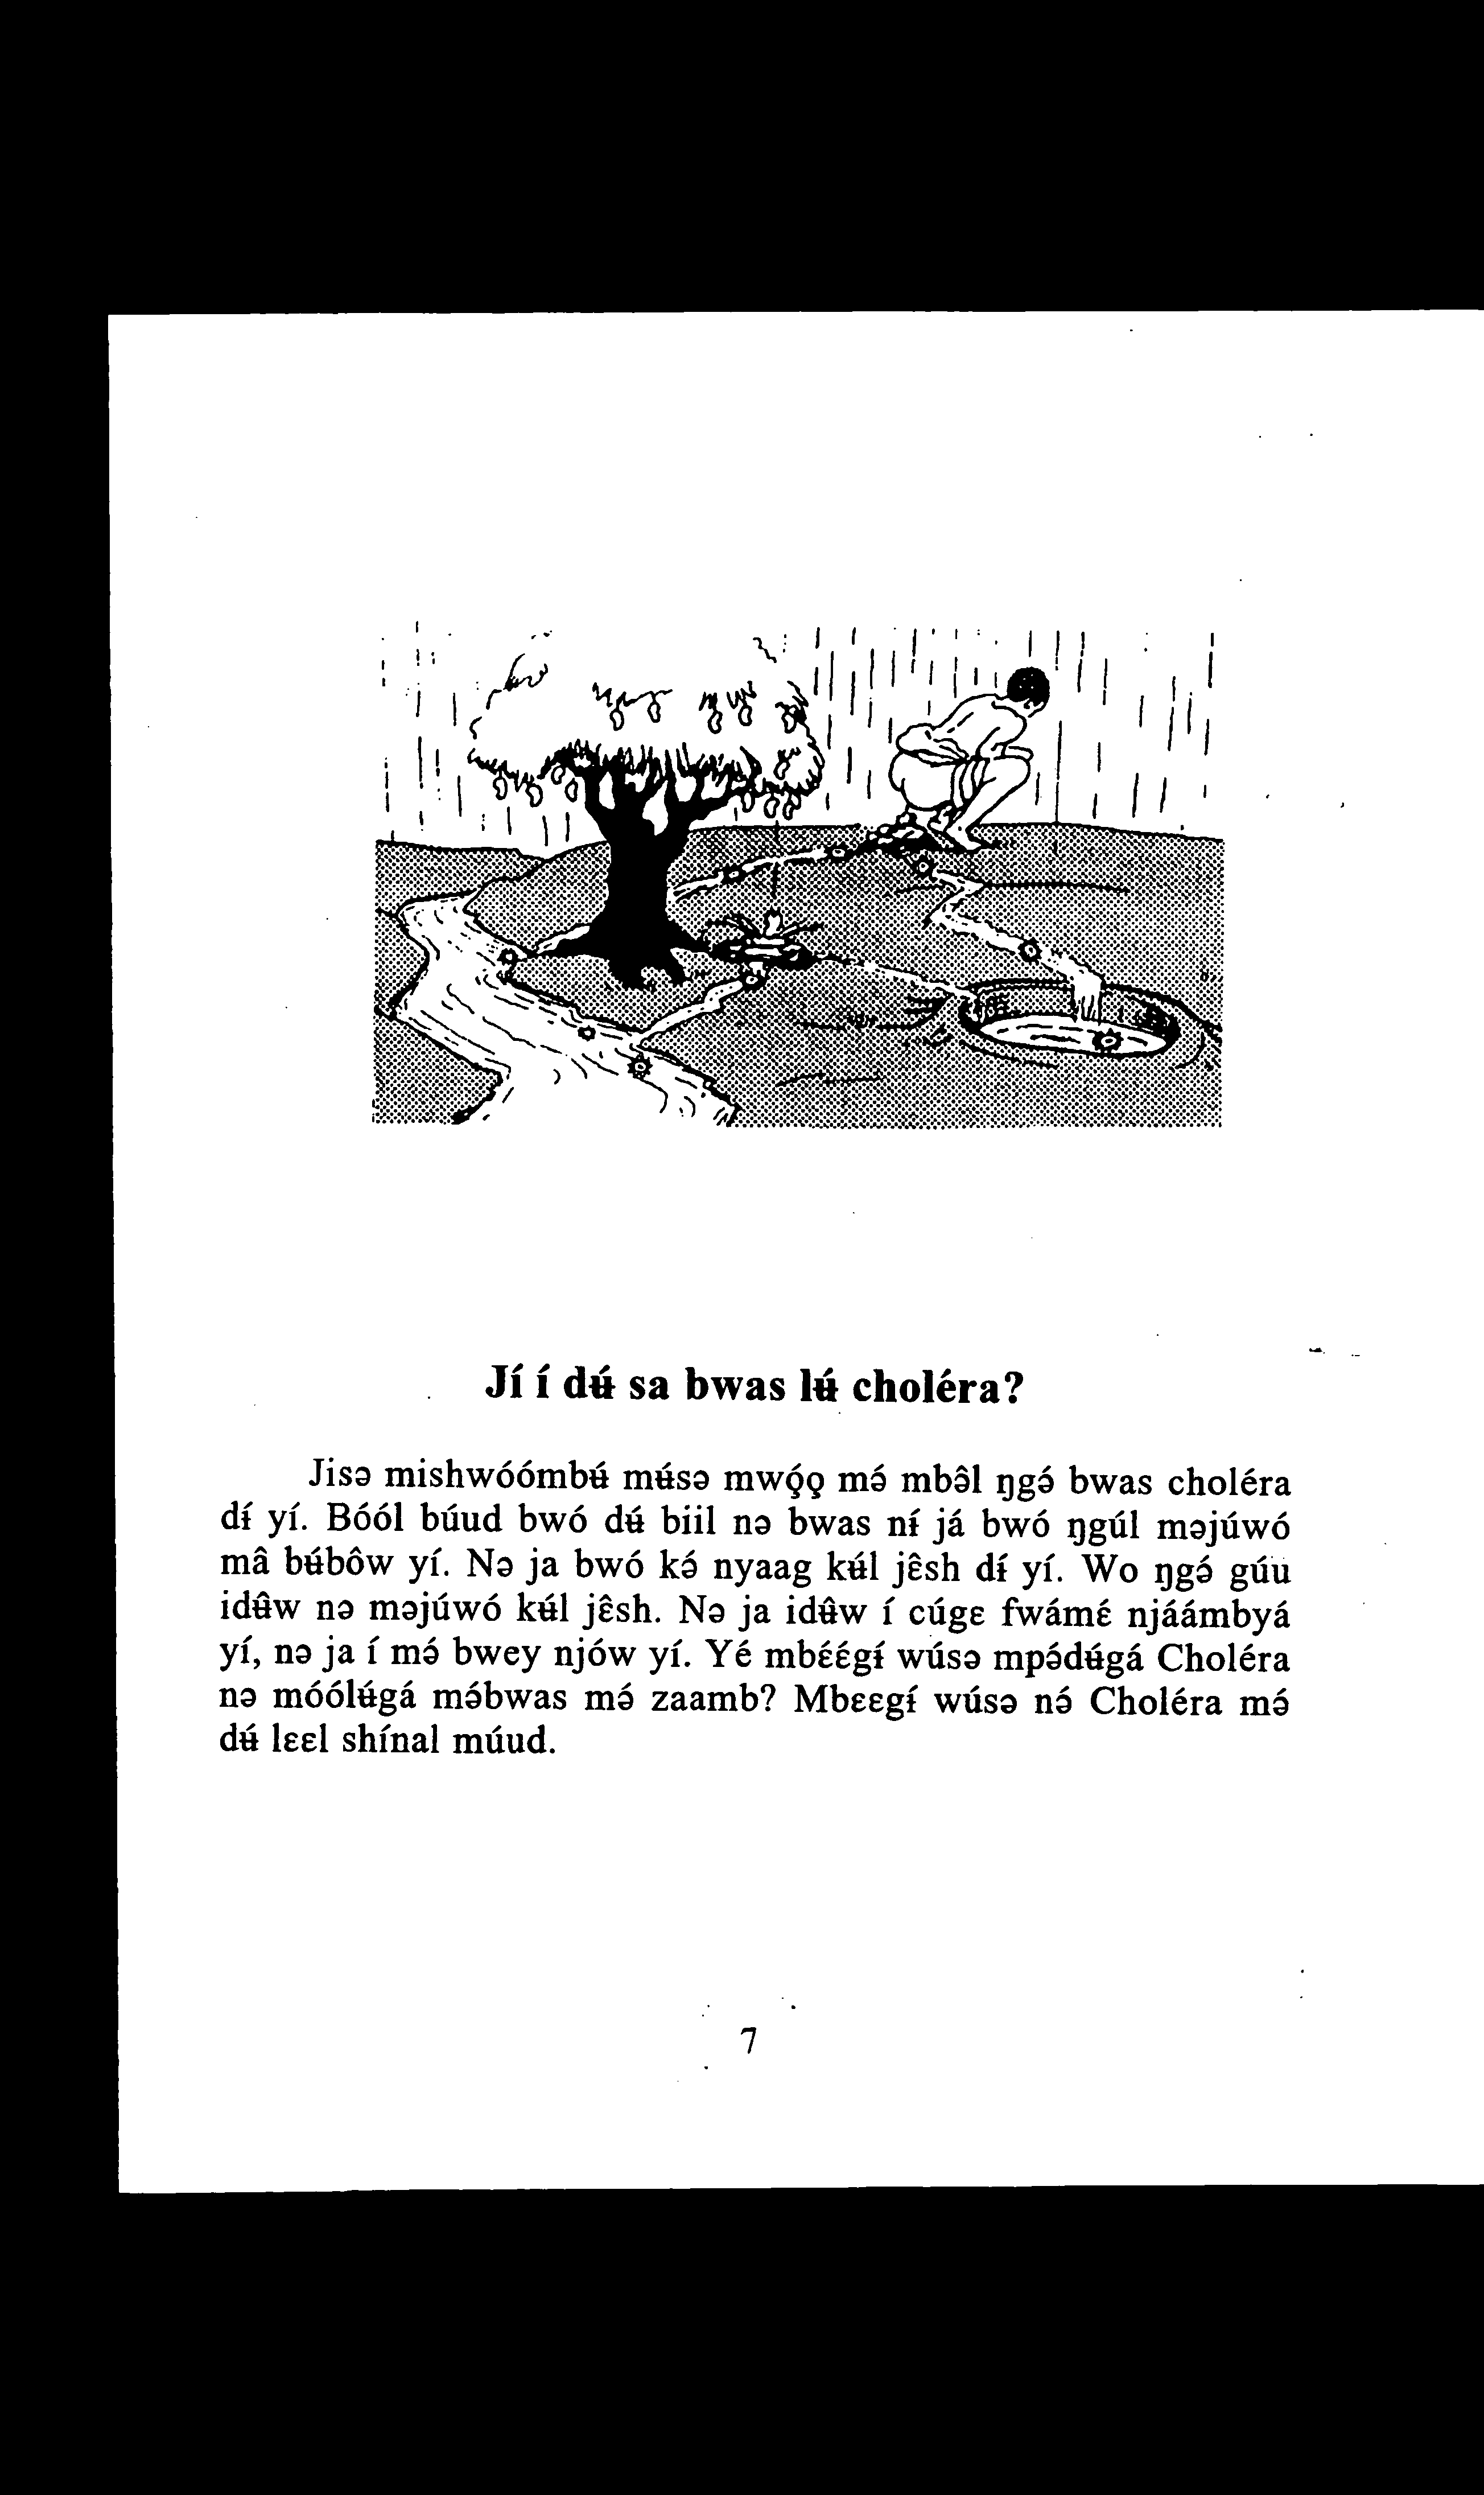 Jí í dʉ́ sa bwas lʉ́ choléra?
Jisə mishwóómbʉ́ mʉ́sə mwó̧o̧ mə́ mbə̂l ŋgə́ bwas choléra
dɨ́ yí. Bóól búud bwó dʉ́ biil nə bwas nɨ́ já bwó ŋgúl məjúwó
mâ bʉ́bôw yí. Nə ja bwó kə́ nyaag kʉ́l jɛ̂sh dɨ́ yí. Wo ŋgə́ gúu
idʉ̂w nə məjúwó kʉ́l jɛ̂sh. Nə ja idʉ̂w í cúgɛ fwámɛ́ njáámbyá
yí, nə ja í mə́ bwey njów yí. Yé mbɛ́ɛ́gɨ́ wúsə mpə́dʉ́gá Choléra
nə móólʉ́gá mə́bwas mə́ zaamb? Mbɛɛgɨ́ wúsə nə́ Choléra mə́
dʉ́ lɛɛl shínal múud.
7